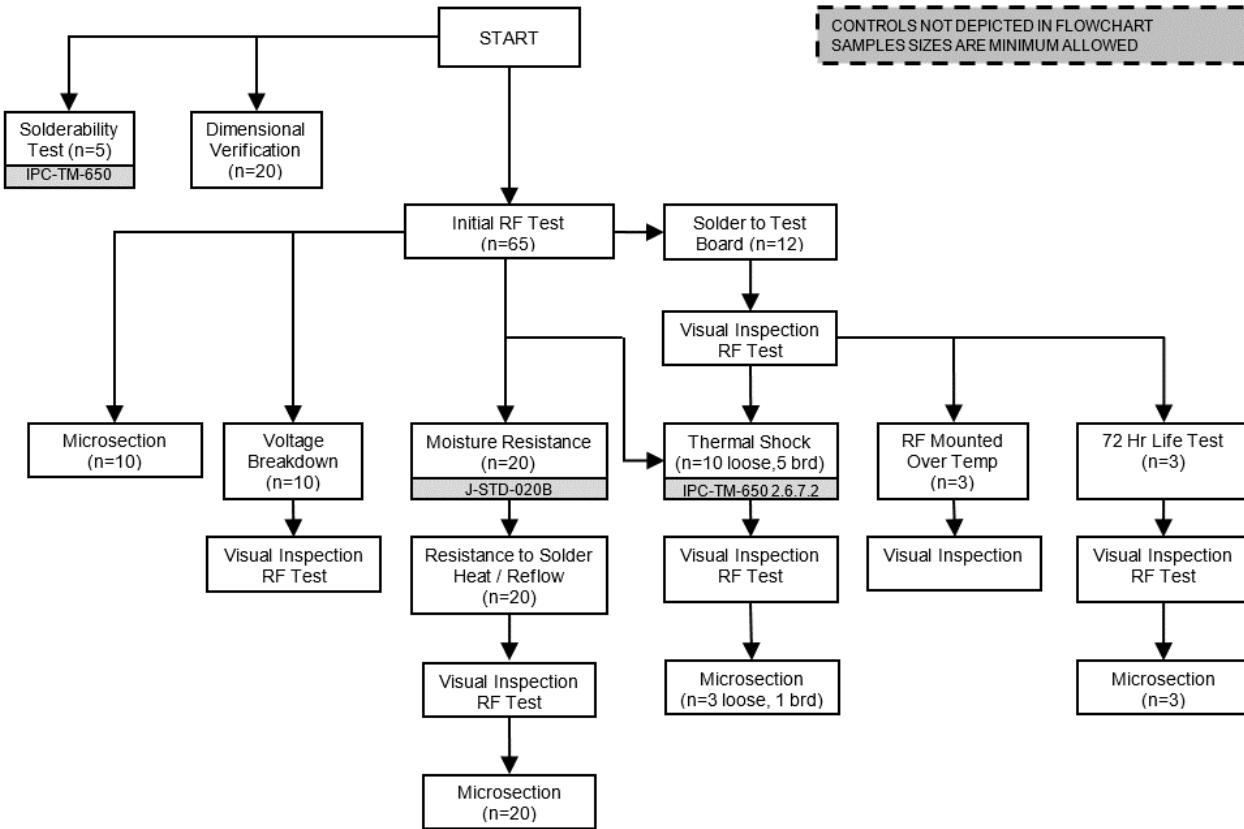 START
CONTROLS NOT DEPICTED IN FLOWCHART
SAMPLES SIZES ARE MINIMUM ALLOWED
Solderability
Test (n=5)
IPC-TM-650
Dimensional
Verification
(n=20)
Initial RF Test
(n=65)
Solder to Test
Board (n=12)
Visual Inspection
RF Test
Microsection
(n=10)
Voltage
Breakdown
(n=10)
Moisture Resistance
(n=20)
J-STD-020B
Thermal Shock
(n=10 loose,5 brd)
IPC-TM-650 2.6.7.2
RF Mounted
Over Temp
(n=3)
72 Hr Life Test
(n=3)
Visual Inspection
RF Test
Resistance to Solder
Heat / Reflow
(n=20)
Visual Inspection
RF Test
Visual Inspection
Visual Inspection
RF Test
Visual Inspection
RF Test
Microsection
(n=3 loose, 1 brd)
Microsection
(n=3)
Microsection
(n=20)